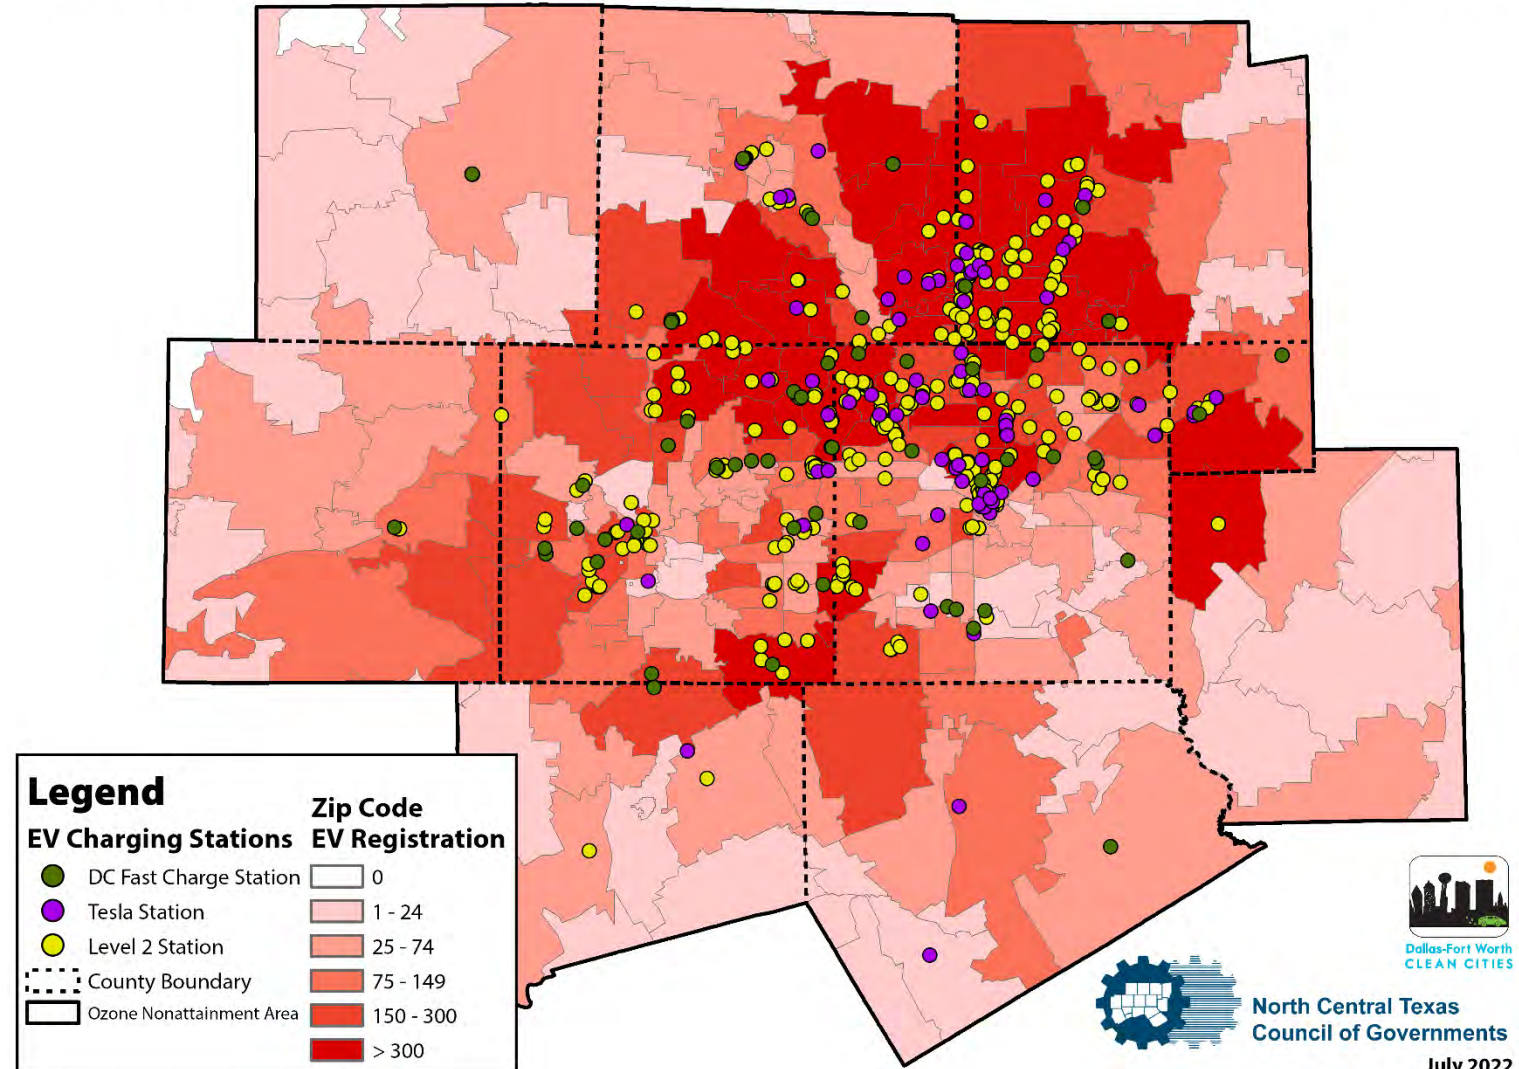 Legend
EV Charging Stations
DC Fast Charge Station
Tesla Station
Level 2 Station
County Boundary
Ozone Nonattainment Area
Zip Code
EV Registration
0
1 - 24
25 - 74
75 - 149
150 - 300
> 300
Dallas-Fort Worth
CLEAN CITIES
North Central Texas
Council of Governments
July 2022